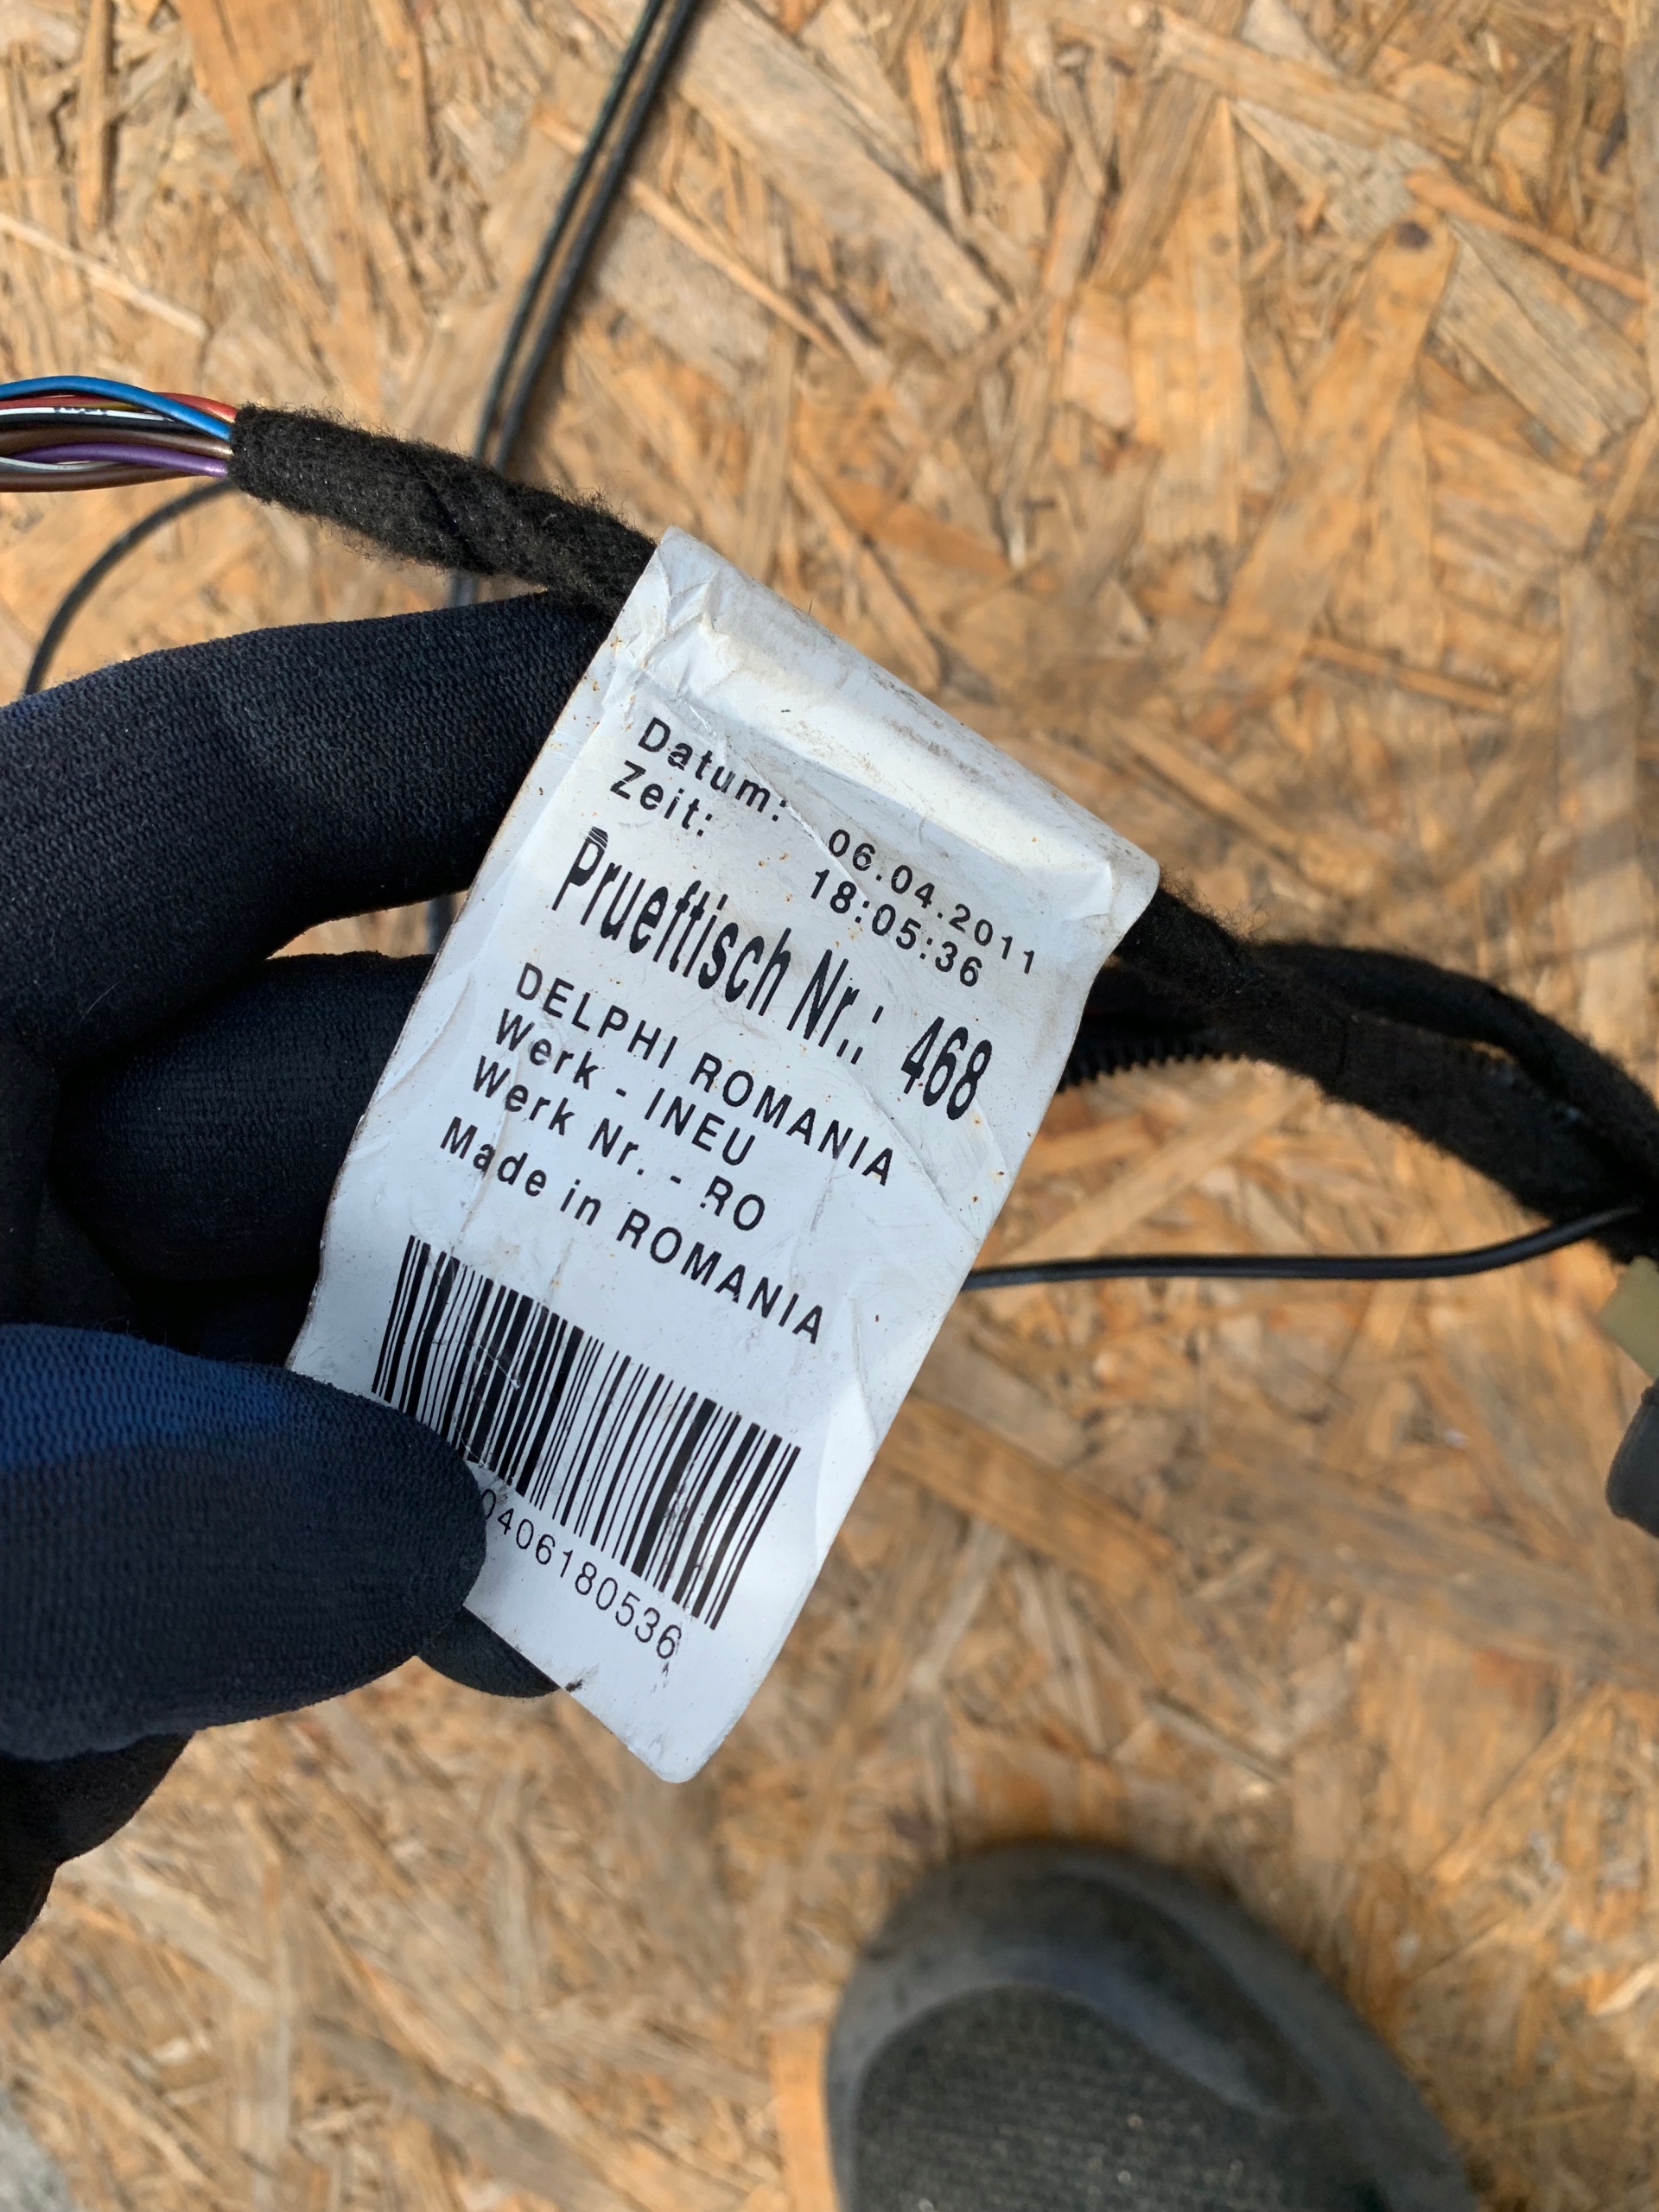 Datum: 06.04.2011
Zeit: 18:05:36
Prueftisch Nr.: 468
DELPHI ROMANIA
Werk - INEU
Werk Nr. - RO
Made in ROMANIA
0406180536